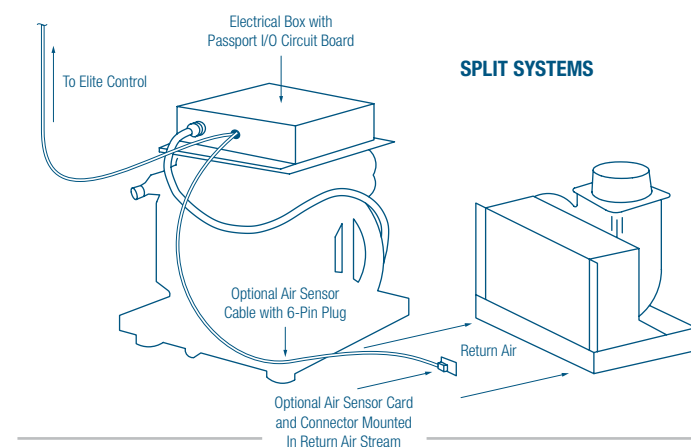 Electrical Box with
Passport I/O Circuit Board
SPLIT SYSTEMS
To Elite Control
Optional Air Sensor
Cable with 6-Pin Plug
Return Air
Optional Air Sensor Card
and Connector Mounted
In Return Air Stream